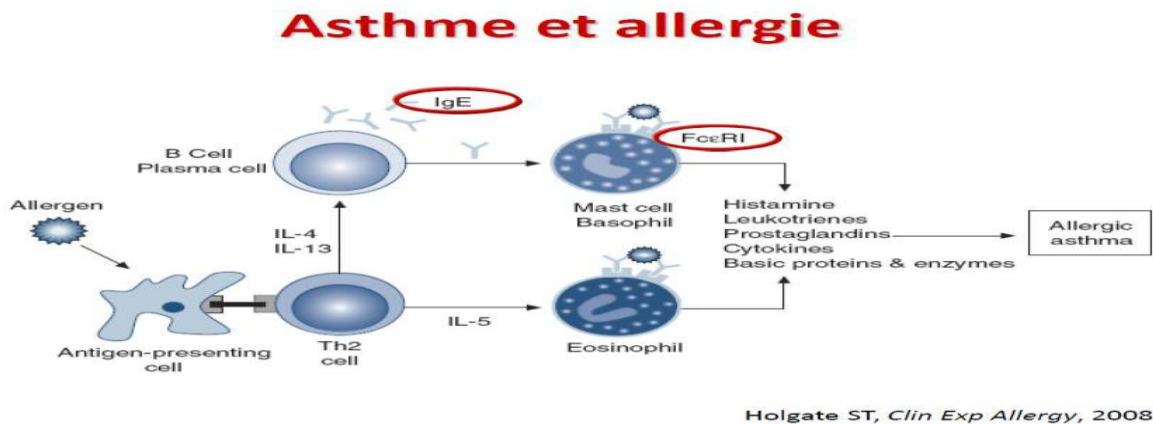 Asthme et allergie
IgE
FcεRI
B Cell
Plasma cell
Allergen
Mast cell
Basophil
IL-4
IL-13
Histamine
Leukotrienes
Prostaglandins
Cytokines
Basic proteins & enzymes
Allergic
asthma
IL-5
Antigen-presenting
cell
Th2
cell
Eosinophil
Holgate ST, Clin Exp Allergy, 2008